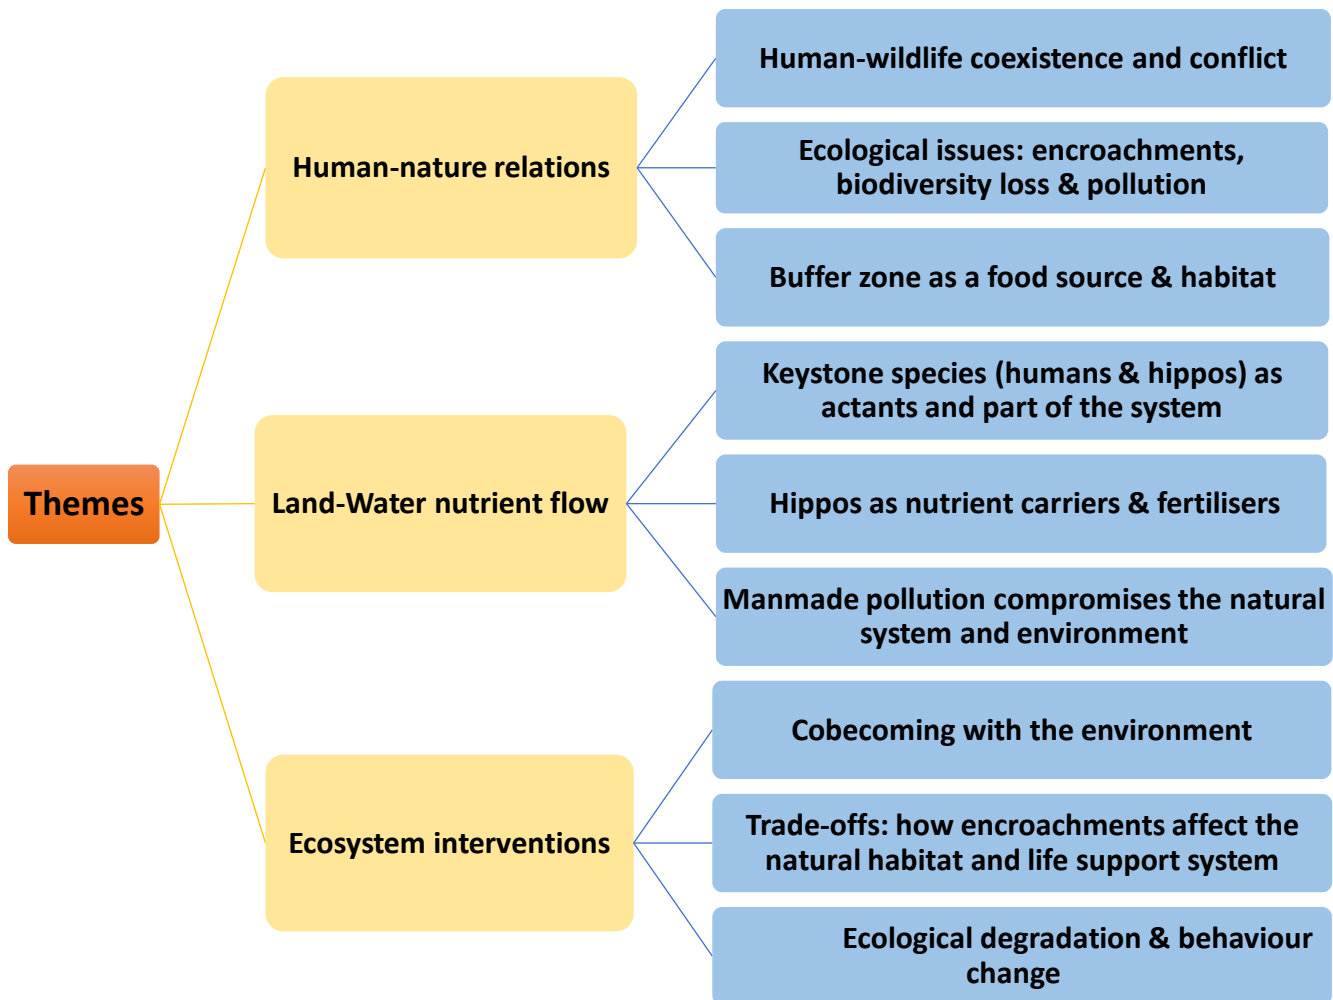 Themes
Human-nature relations
Human-wildlife coexistence and conflict
Ecological issues: encroachments,
biodiversity loss & pollution
Buffer zone as a food source & habitat
Land-Water nutrient flow
Keystone species (humans & hippos) as
actants and part of the system
Hippos as nutrient carriers & fertilisers
Manmade pollution compromises the natural
system and environment
Ecosystem interventions
Cobecoming with the environment
Trade-offs: how encroachments affect the
natural habitat and life support system
Ecological degradation & behaviour
change